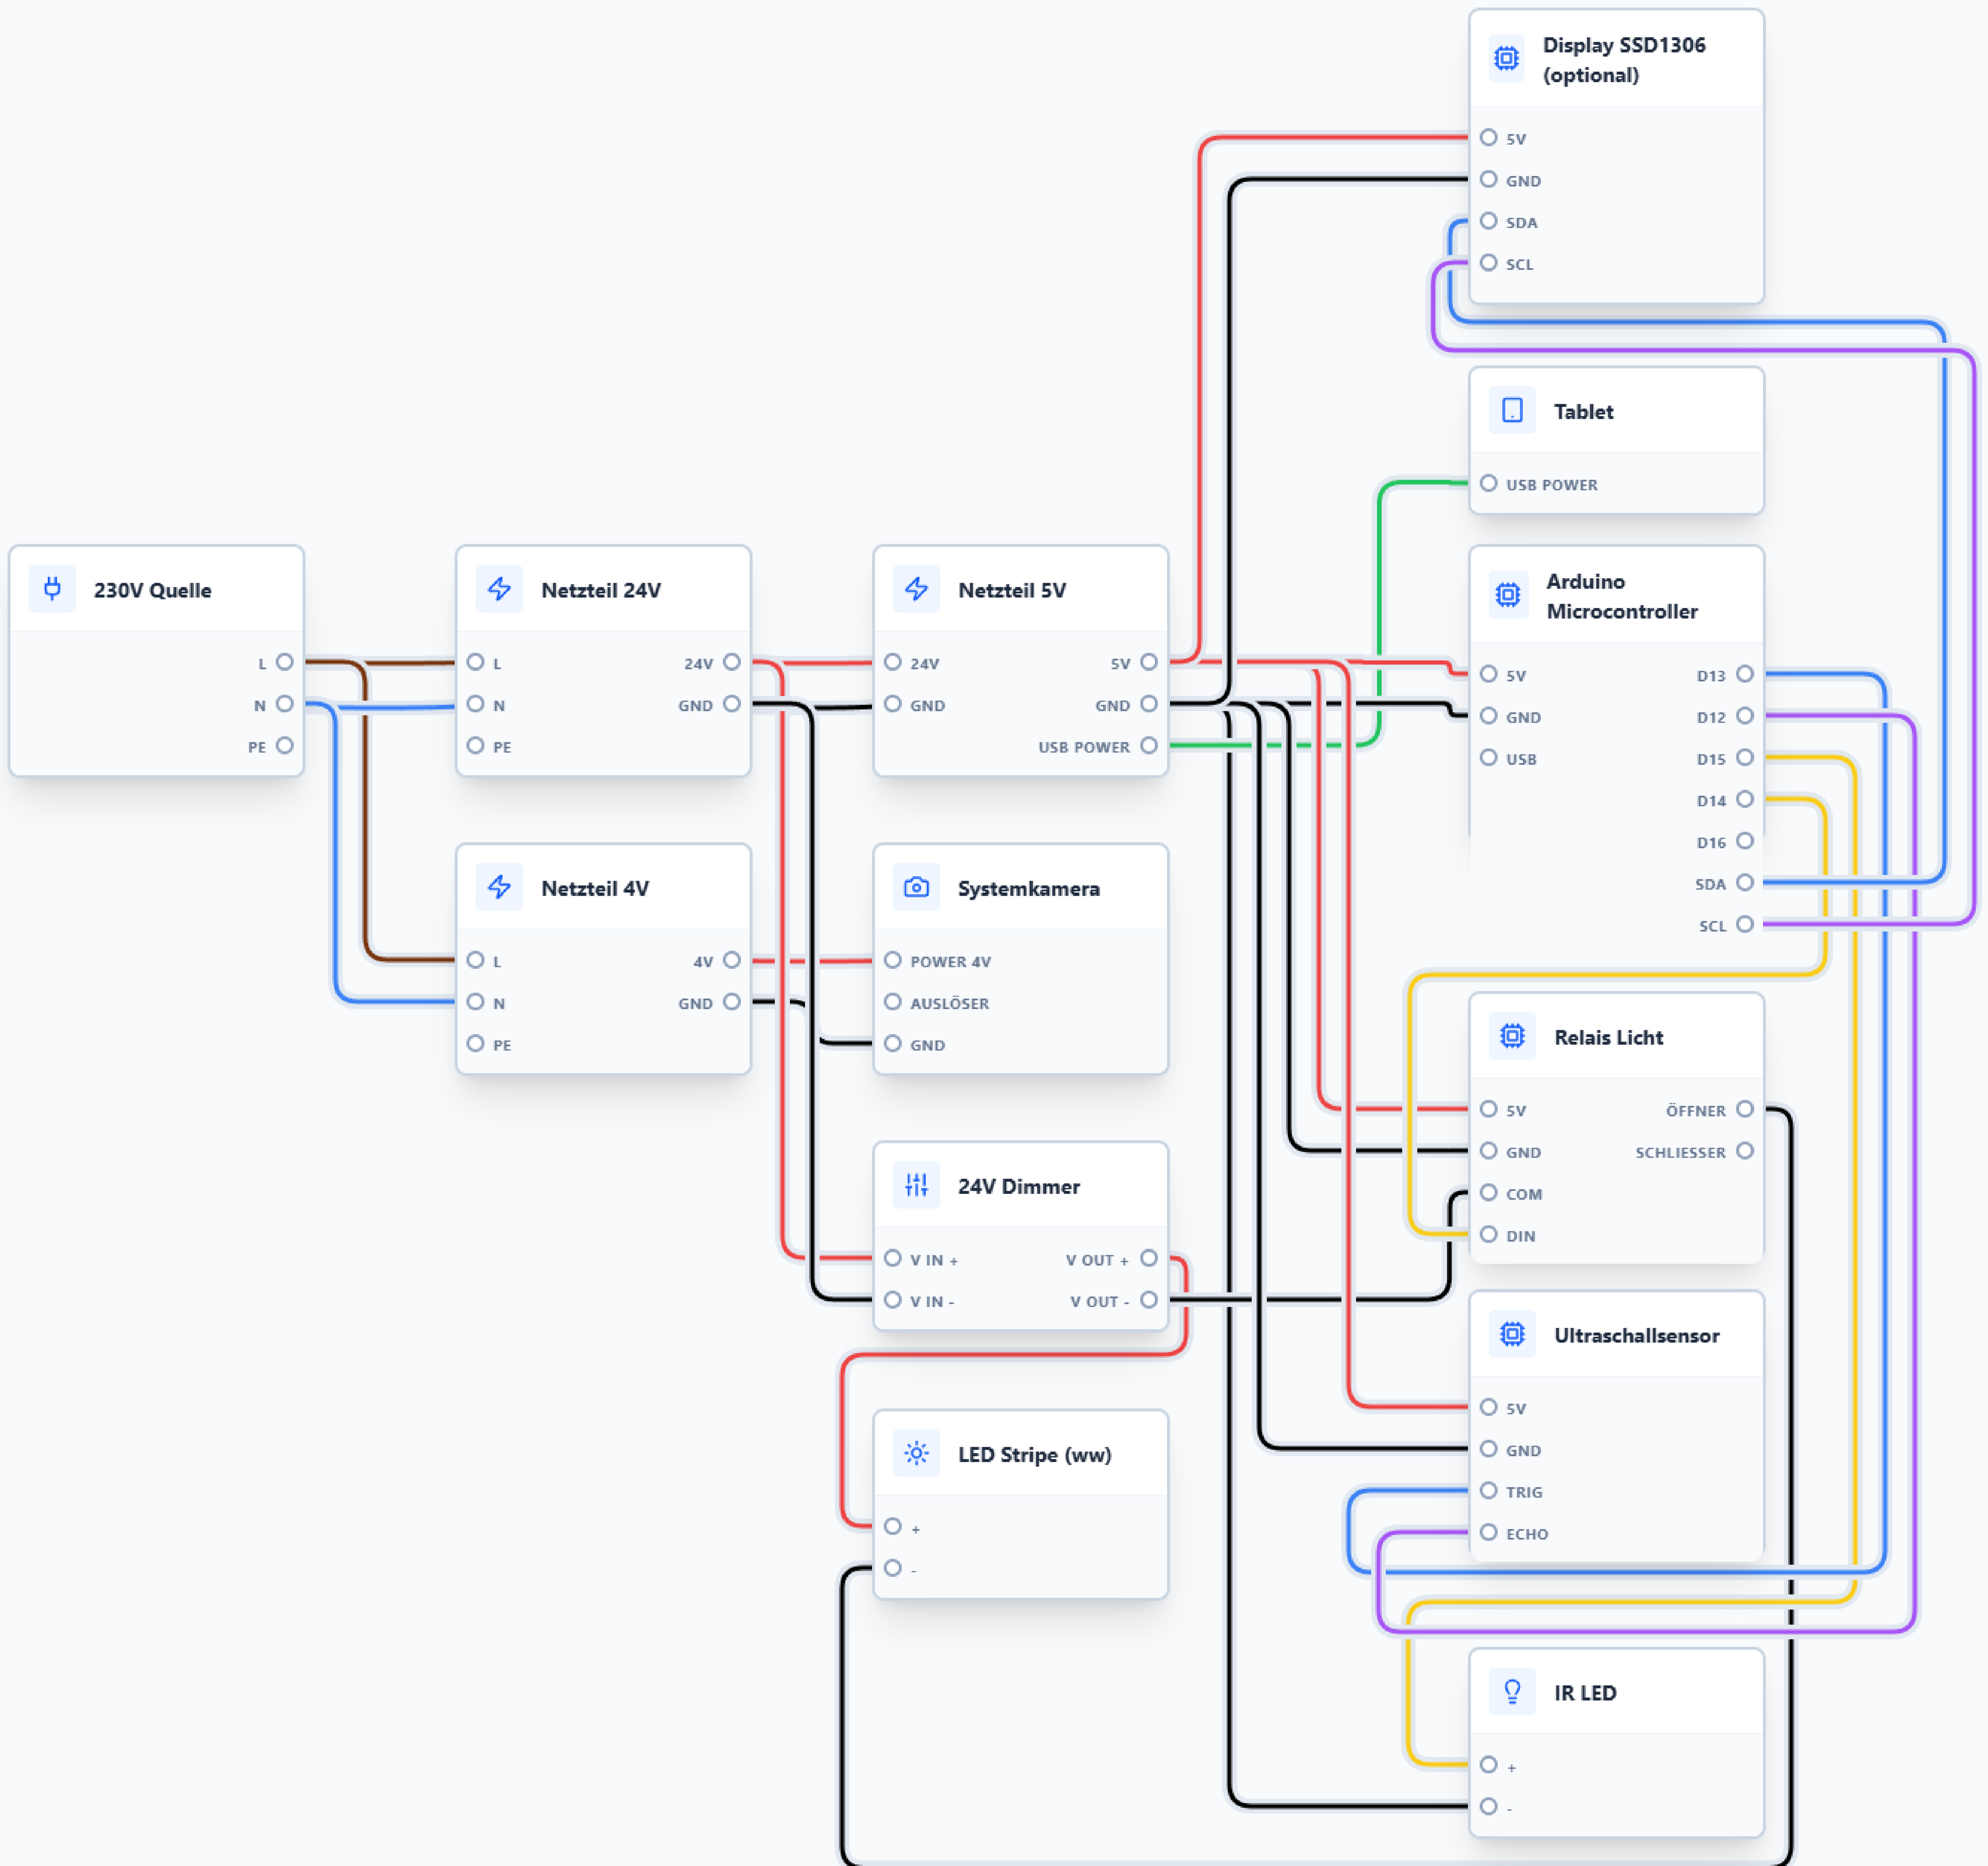 Display SSD1306
(optional)
5V
GND
SDA
SCL
Tablet
USB POWER
230V Quelle
L
N
PE
Netzteil 24V
L
24V
N
GND
PE
Netzteil 5V
24V
5V
GND
GND
USB POWER
Arduino
Microcontroller
5V
D13
GND
D12
USB
D15
D14
D16
SDA
SCL
Netzteil 4V
L
4V
N
GND
PE
Systemkamera
POWER 4V
AUSLÖSER
GND
Relais Licht
5V
ÖFFNER
GND
SCHLIESSER
COM
DIN
24V Dimmer
V IN +
V OUT +
V IN -
V OUT -
Ultraschallsensor
5V
GND
TRIG
ECHO
LED Stripe (ww)
+
-
IR LED
+
-